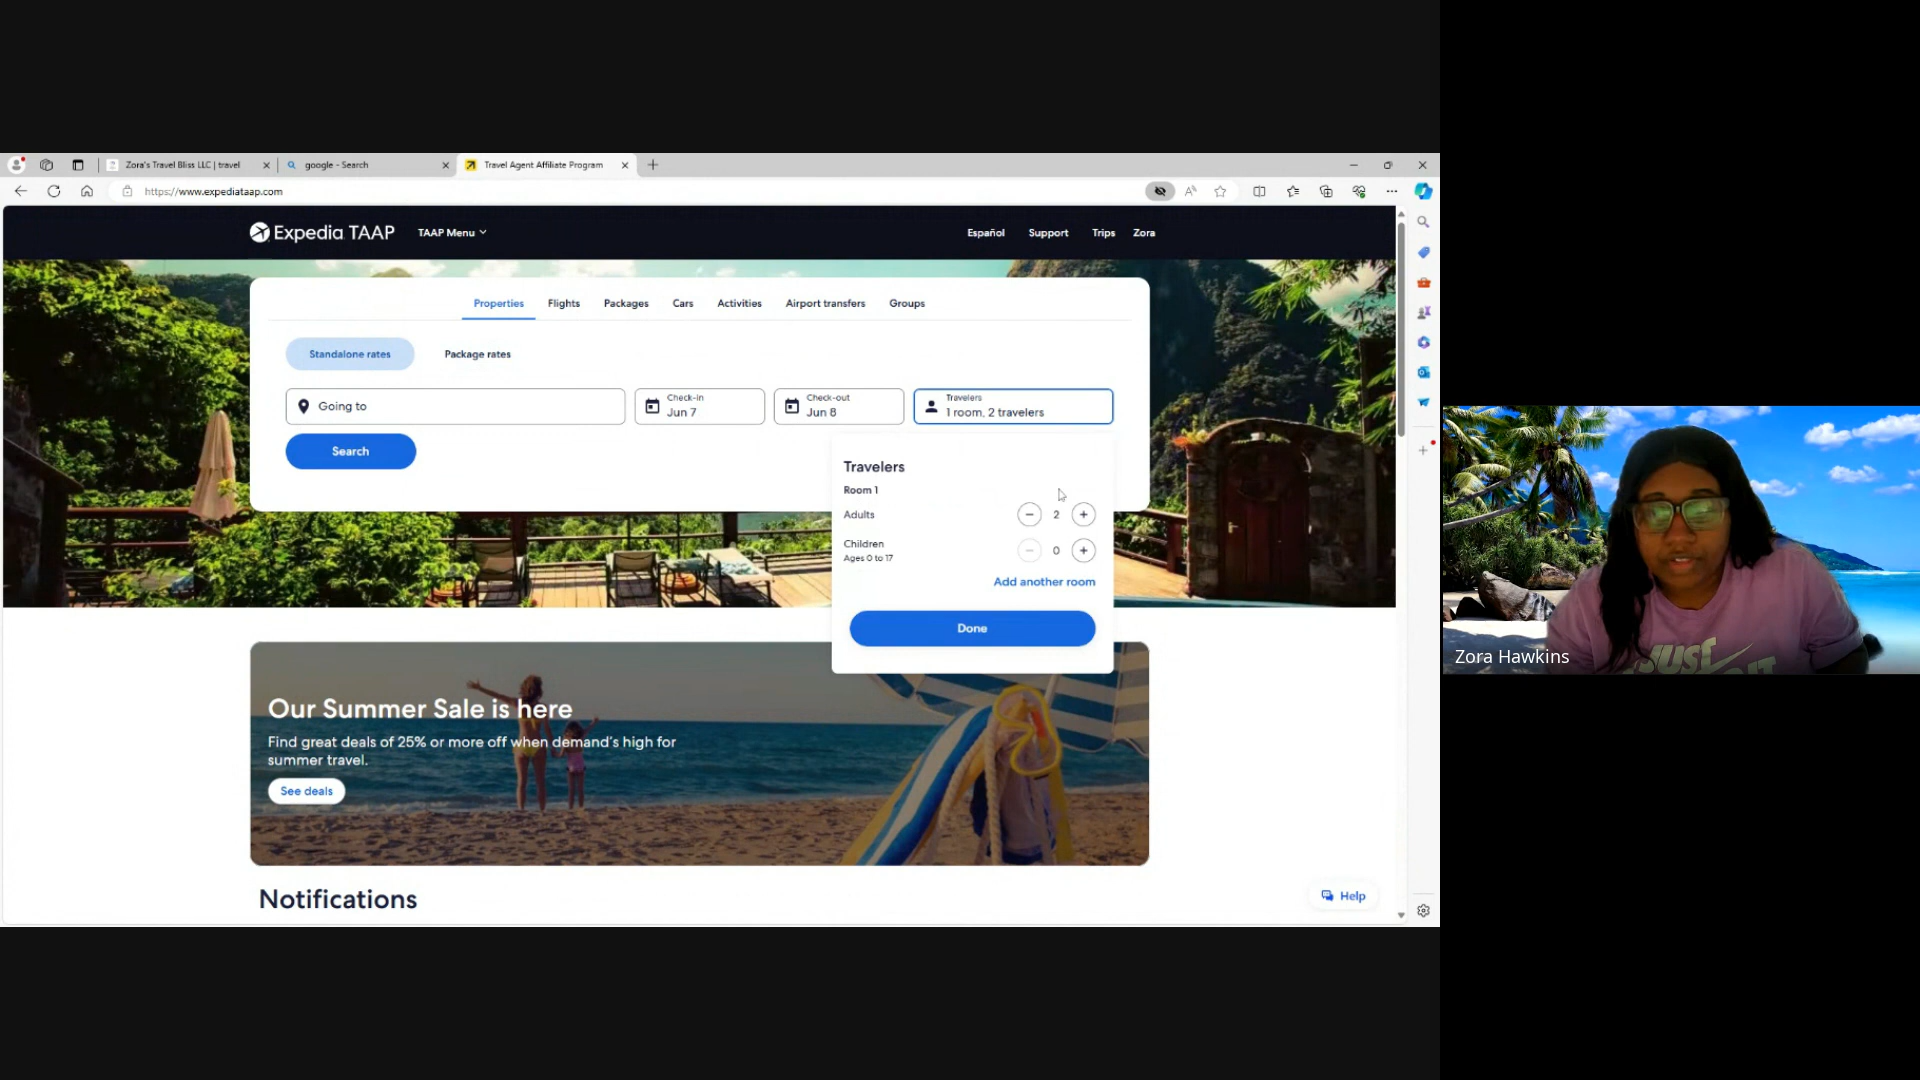 Zora's Travel Bliss LLC | travel
google - Search
Travel Agent Affiliate Program
https://www.expediataap.com
Expedia TAAP
TAAP Menu
Español
Support
Trips
Zora
Properties
Flights
Packages
Cars
Activities
Airport transfers
Groups
Standalone rates
Package rates
Going to
Check-in
Jun 7
Check-out
Jun 8
Travelers
1 room, 2 travelers
Search
Travelers
Room 1
Adults
2
Children
Ages 0 to 17
0
Add another room
Done
Our Summer Sale is here
Find great deals of 25% or more off when demand's high for
summer travel.
See deals
Notifications
Help
JUST
Zora Hawkins